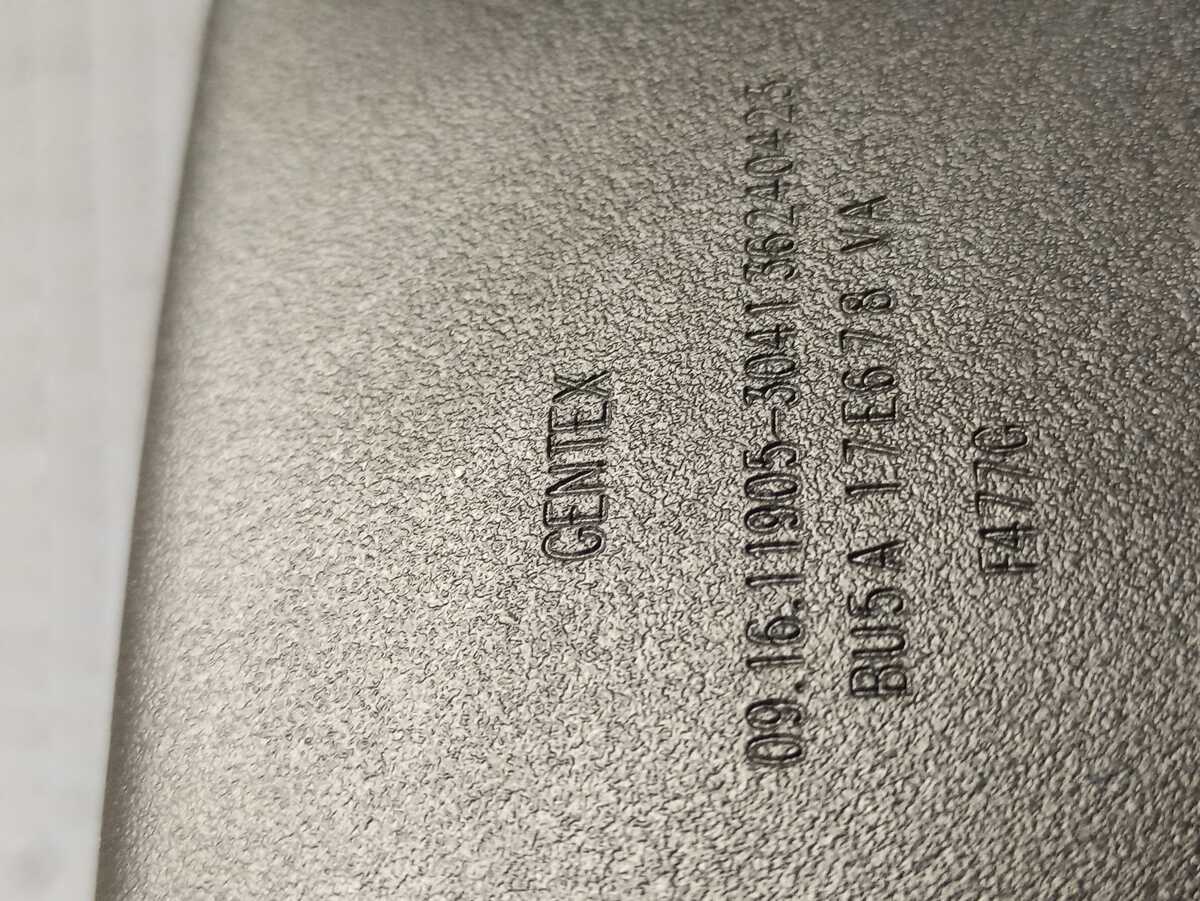 GENTEX
09.16.11905-304136240425
BU5A 17E678 VA
F477G